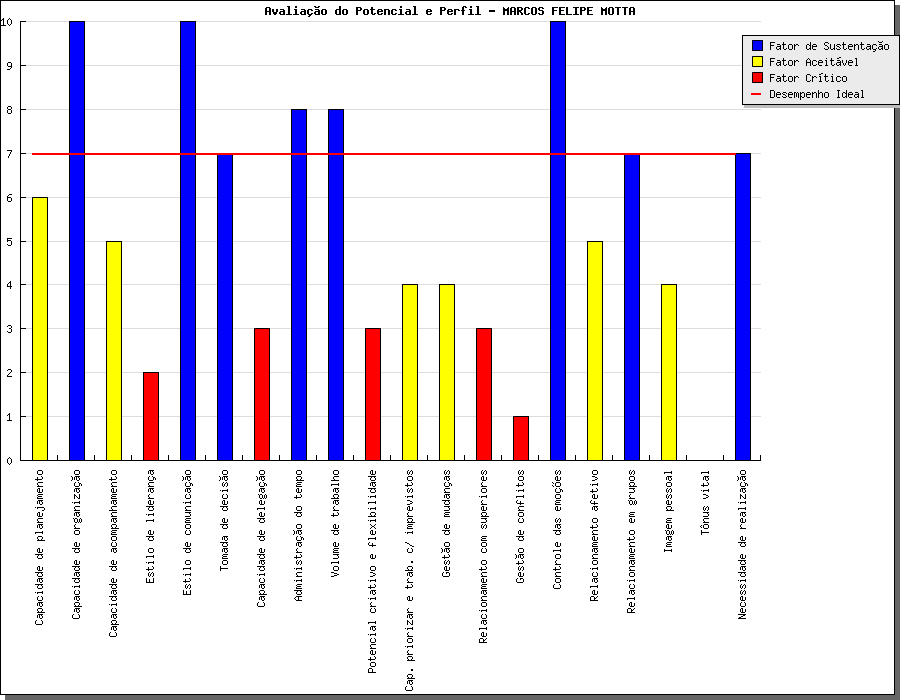 Avaliação do Potencial e Perfil - MARCOS FELIPE MOTTA
Fator de Sustentação
Fator Aceitável
Fator Crítico
Desempenho Ideal
10
9
8
7
6
5
4
3
2
1
0
Capacidade de planejamento
Capacidade de organização
Capacidade de acompanhamento
Estilo de liderança
Estilo de comunicação
Tomada de decisão
Capacidade de delegação
Administração do tempo
Volume de trabalho
Potencial criativo e flexibilidade
Cap. priorizar e trab. c/ imprevistos
Gestão de mudanças
Relacionamento com superiores
Gestão de conflitos
Controle das emoções
Relacionamento afetivo
Relacionamento em grupos
Imagem pessoal
Tônus vital
Necessidade de realização